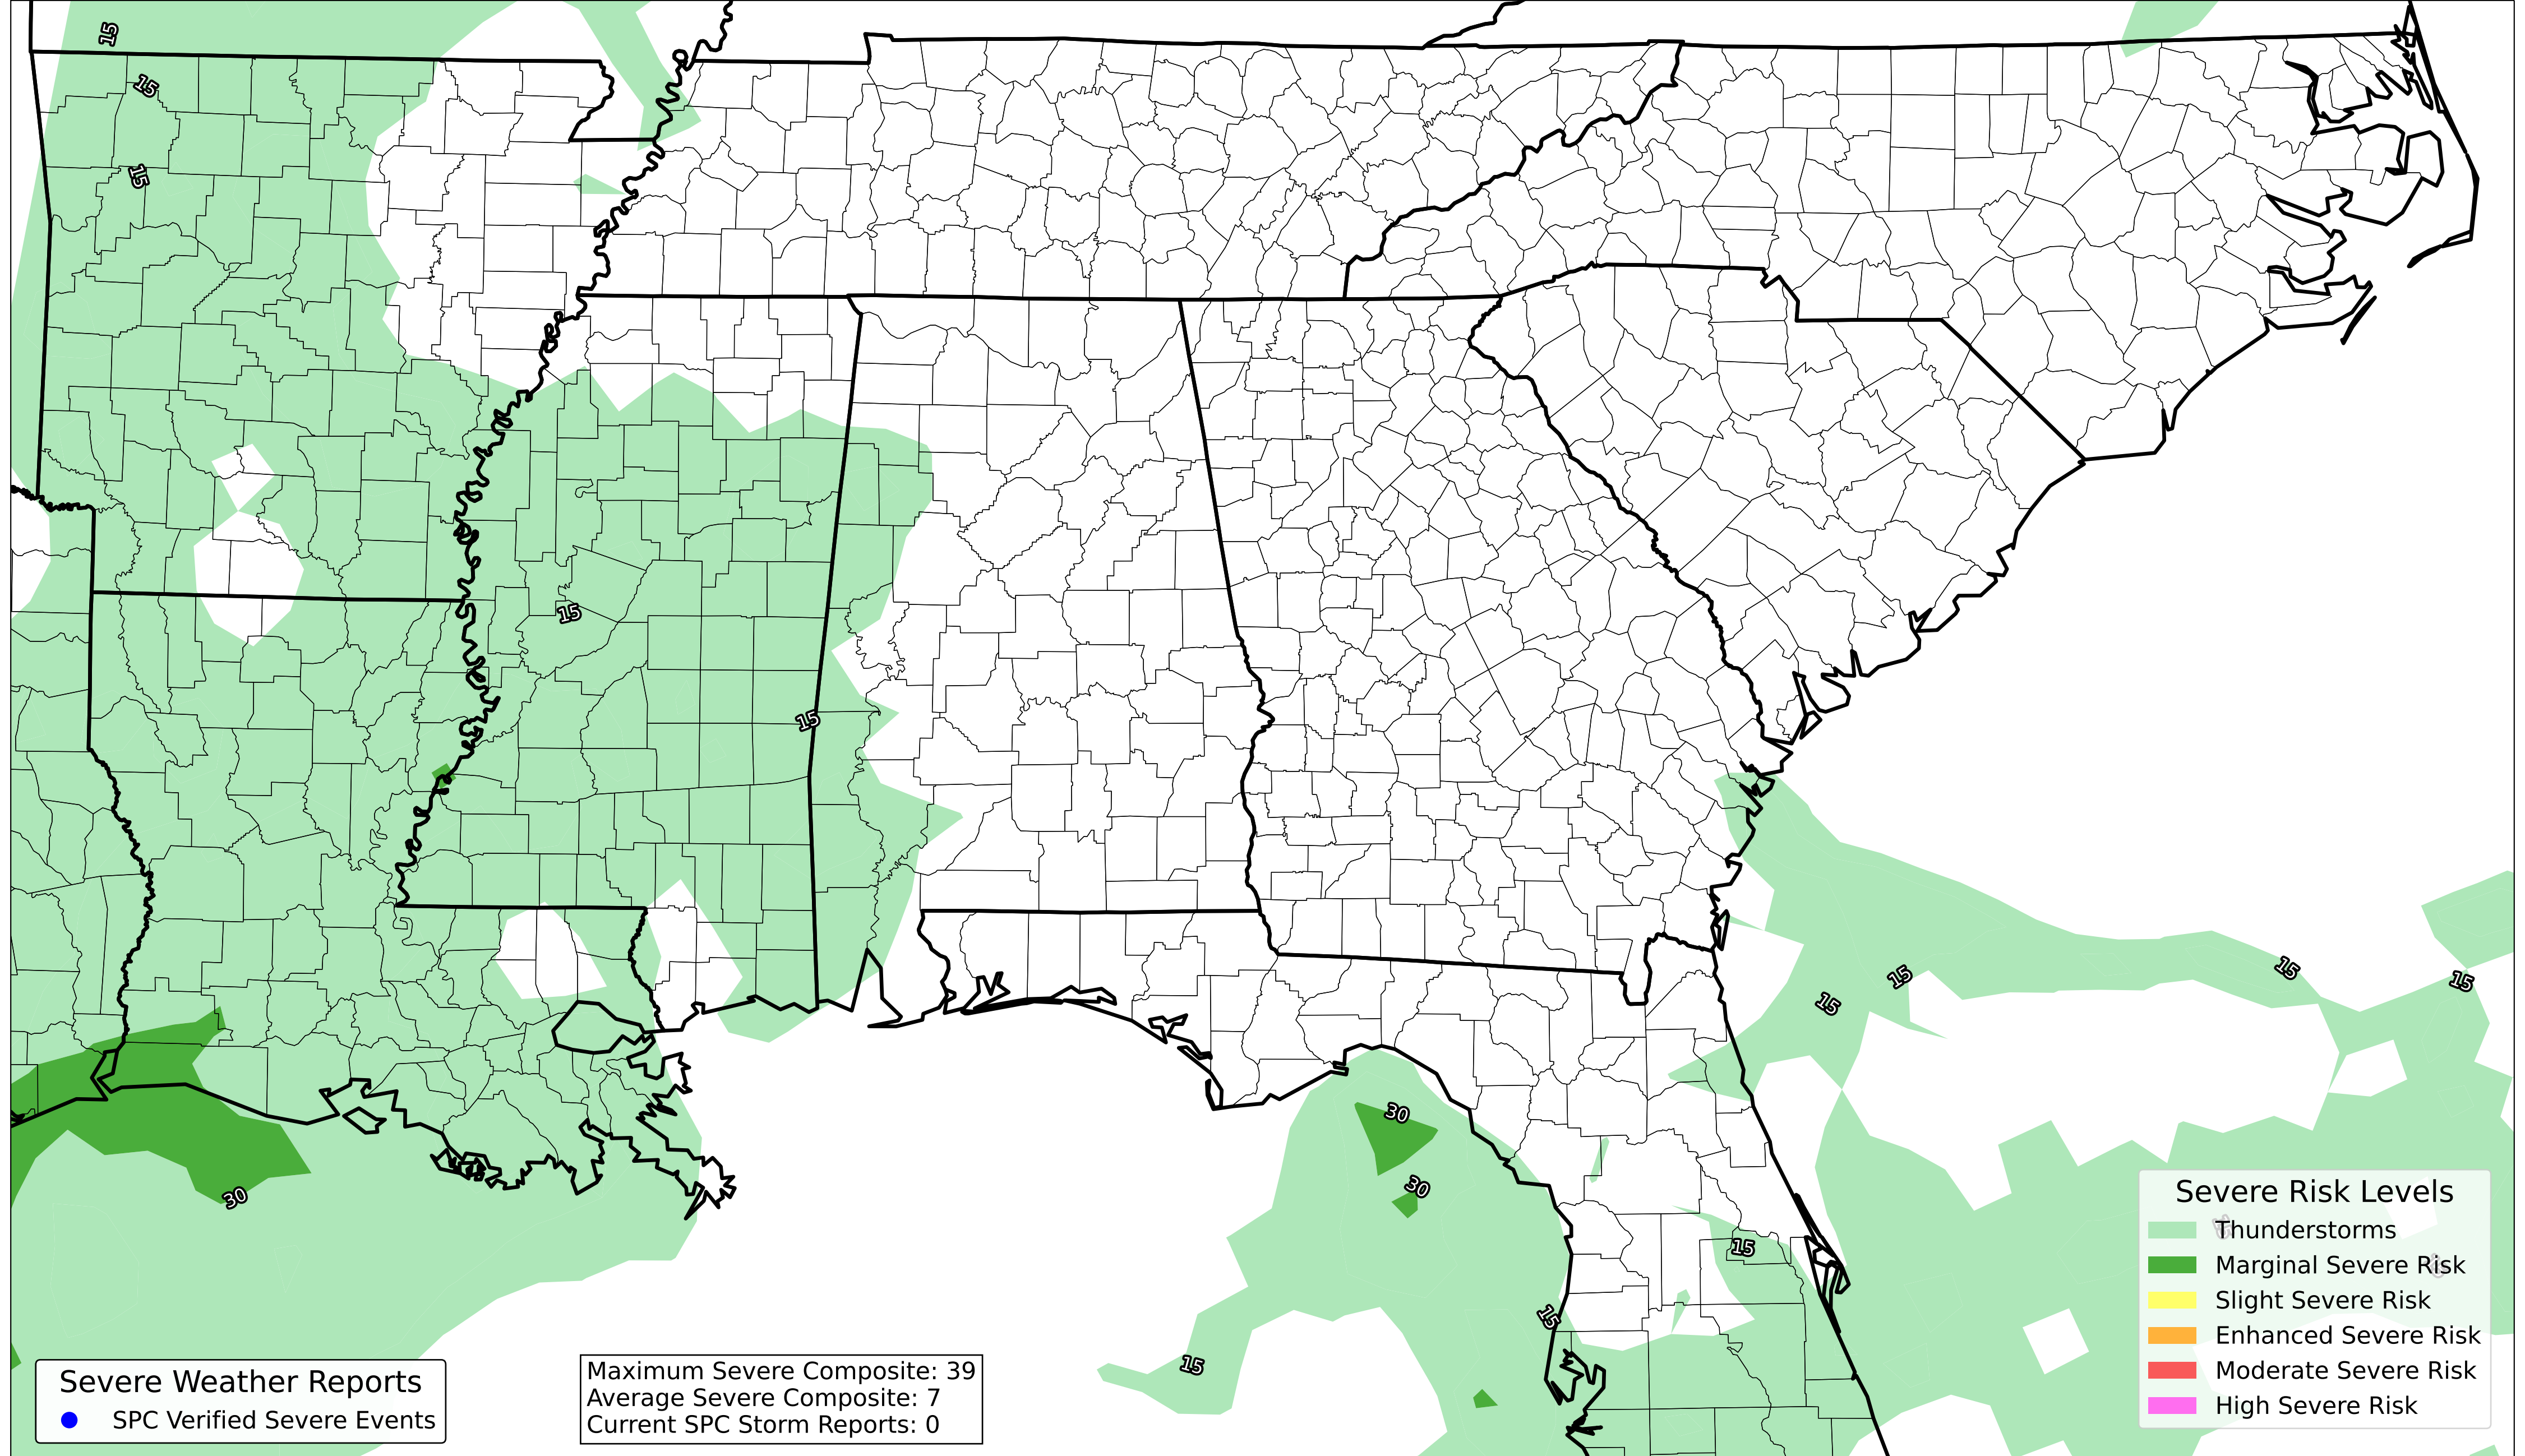 15
15
15
15
15
15
15
15
15
30
30
30
15
15
15
Severe Risk Levels
Thunderstorms
Marginal Severe Risk
Slight Severe Risk
Enhanced Severe Risk
Moderate Severe Risk
High Severe Risk
Severe Weather Reports
SPC Verified Severe Events
Maximum Severe Composite: 39
Average Severe Composite: 7
Current SPC Storm Reports: 0